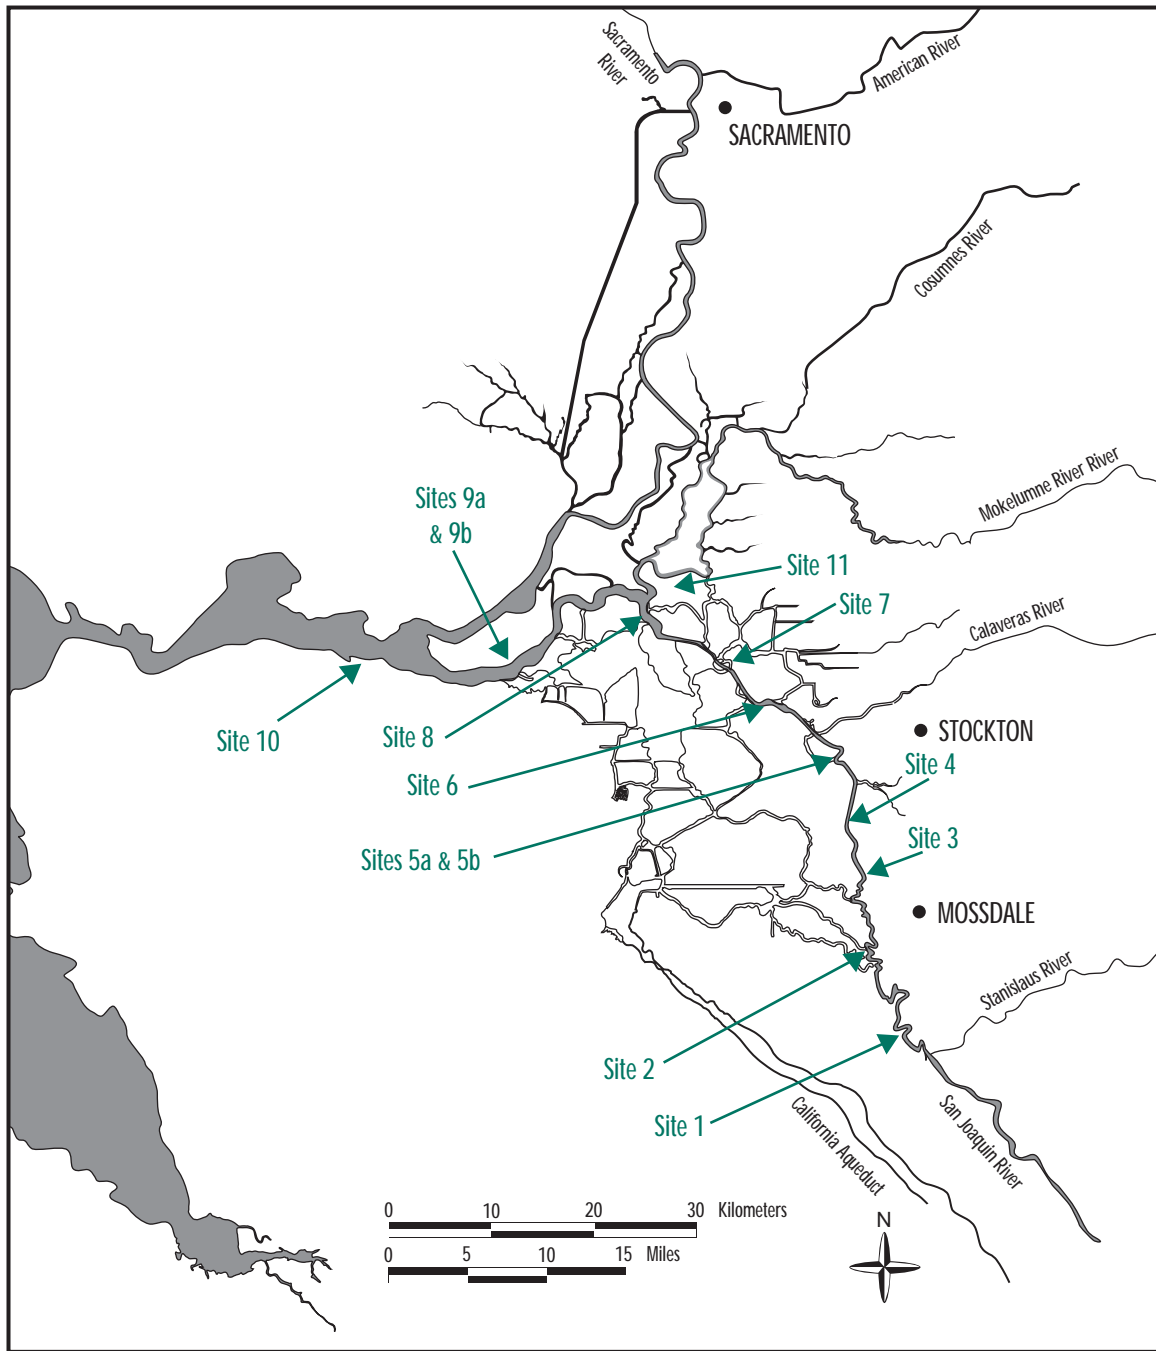 Sacramento
River
American River
SACRAMENTO
Cosumnes River
Mokelumne River River
Sites 9a
& 9b
Site 11
Site 7
Calaveras River
Site 10
Site 8
STOCKTON
Site 6
Site 4
Sites 5a & 5b
Site 3
MOSSDALE
Stanislaus River
Site 2
Site 1
San Joaquin River
California Aqueduct
0 10 20 30 Kilometers
0 5 10 15 Miles
N